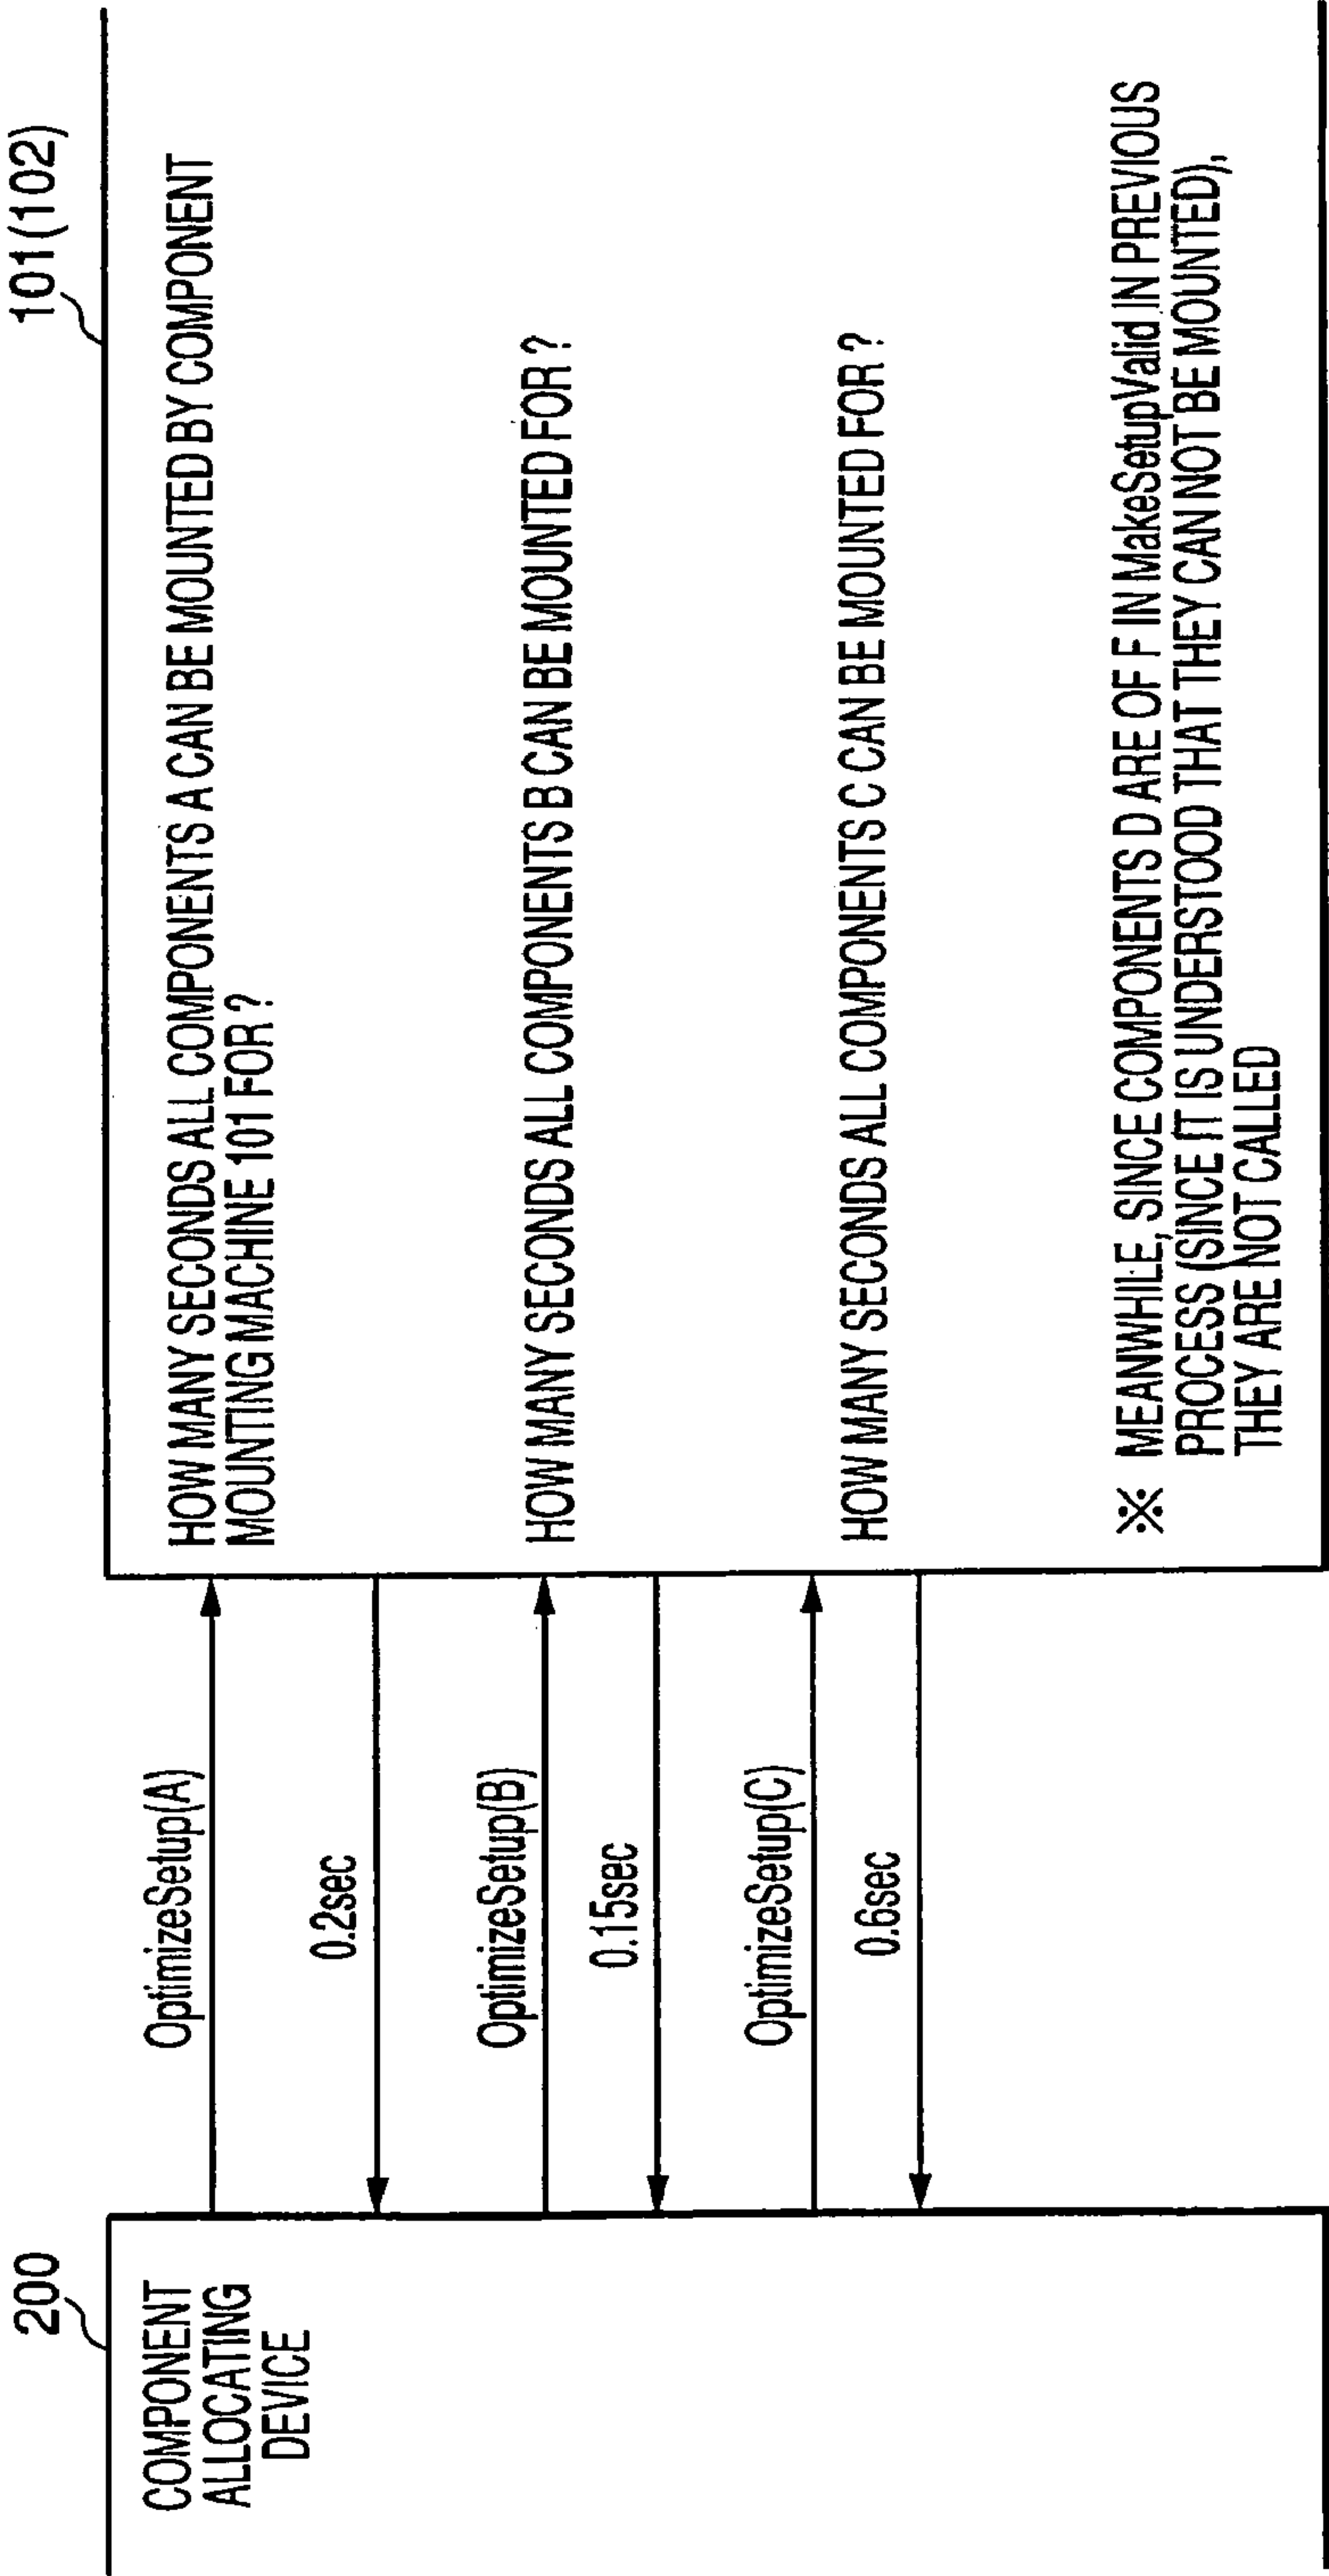 200
COMPONENT
ALLOCATING
DEVICE
OptimizeSetup(A)
0.2sec
OptimizeSetup(B)
0.15sec
OptimizeSetup(C)
0.6sec
101(102)
HOW MANY SECONDS ALL COMPONENTS A CAN BE MOUNTED BY COMPONENT
MOUNTING MACHINE 101 FOR ?
HOW MANY SECONDS ALL COMPONENTS B CAN BE MOUNTED FOR ?
HOW MANY SECONDS ALL COMPONENTS C CAN BE MOUNTED FOR ?
※ MEANWHILE, SINCE COMPONENTS D ARE OF F IN MakeSetupValid IN PREVIOUS
PROCESS (SINCE IT IS UNDERSTOOD THAT THEY CAN NOT BE MOUNTED),
THEY ARE NOT CALLED